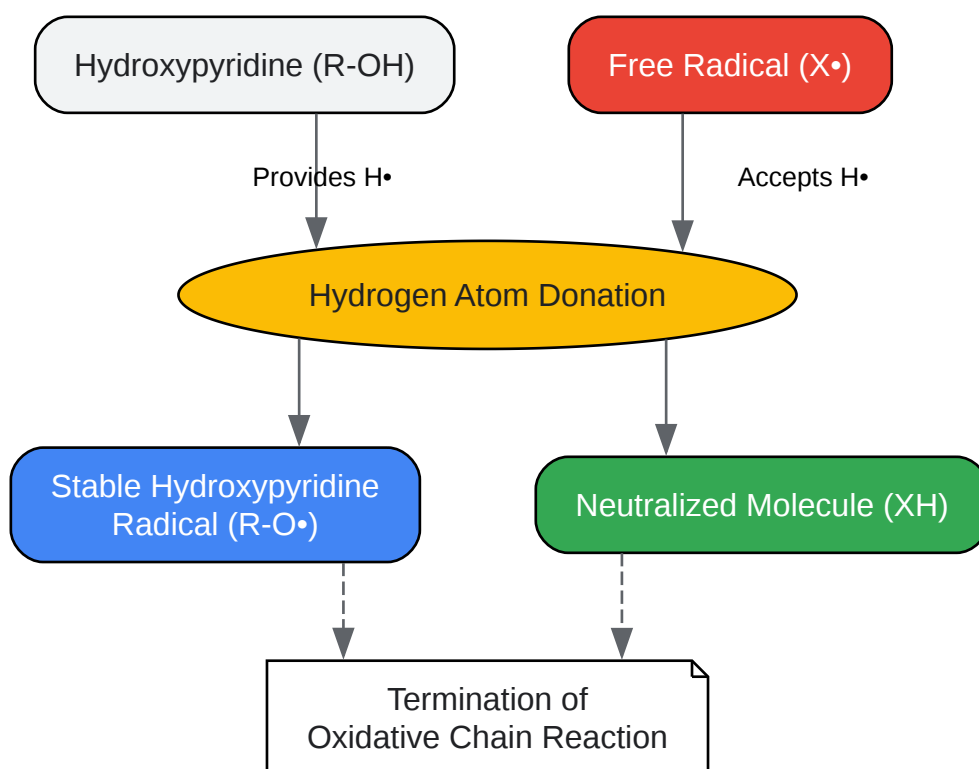 Hydroxypyridine (R-OH)
Free Radical (X•)
Provides H•
Accepts H•
Hydrogen Atom Donation
Stable Hydroxypyridine
Radical (R-O•)
Neutralized Molecule (XH)
Termination of
Oxidative Chain Reaction